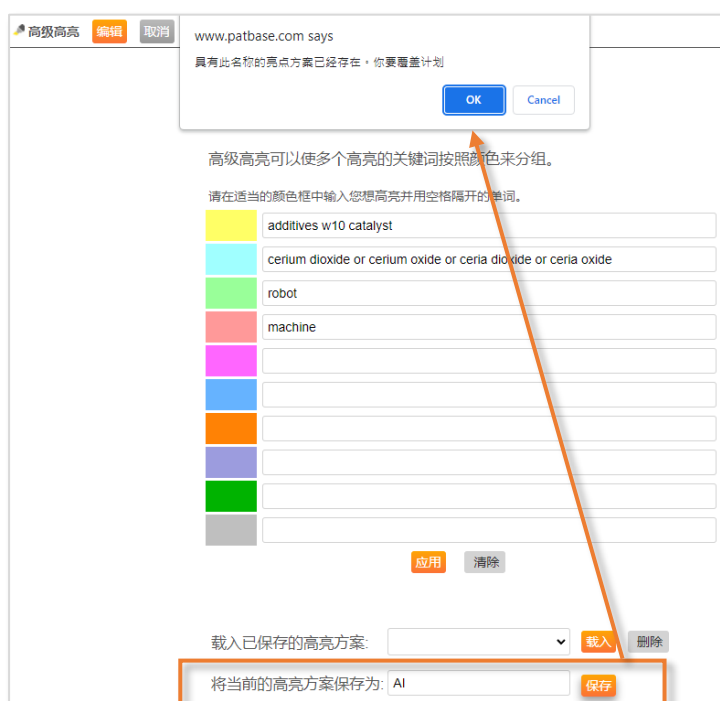 高级高亮 编辑 取消
www.patbase.com says
具有此名称的亮点方案已经存在，你要覆盖计划
OK Cancel
高级高亮可以使多个高亮的关键词按照颜色来分组。
请在适当的颜色框中输入您想高亮并用空格隔开的单词。
additives w10 catalyst
cerium dioxide or cerium oxide or ceria dioxide or ceria oxide
robot
machine
应用 清除
载入已保存的高亮方案: 载入 删除
将当前的高亮方案保存为: AI 保存